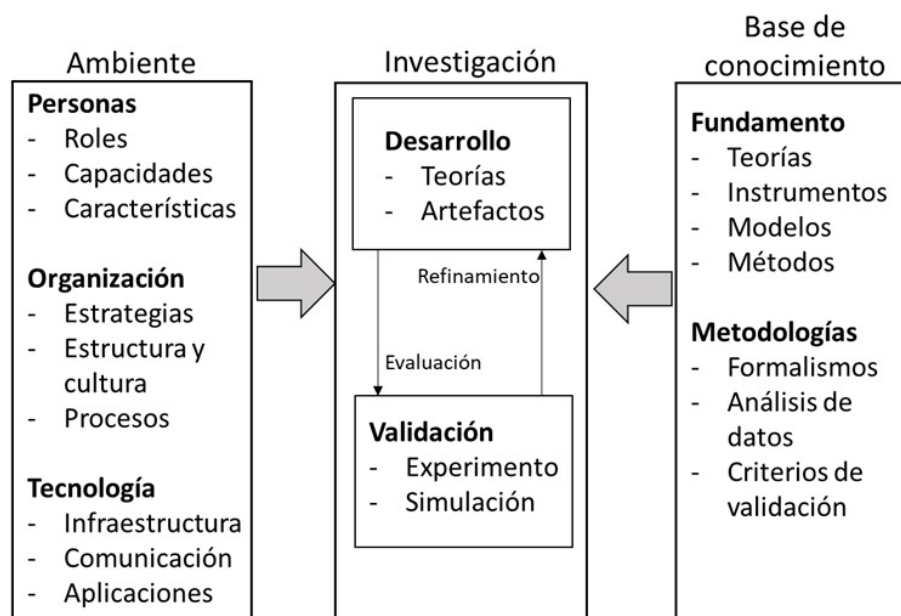 Ambiente
Personas
- Roles
- Capacidades
- Características
Organización
- Estrategias
- Estructura y
cultura
- Procesos
Tecnología
- Infraestructura
- Comunicación
- Aplicaciones
Investigación
Desarrollo
- Teorías
- Artefactos
Refinamiento
Evaluación
Validación
- Experimento
- Simulación
Base de
conocimiento
Fundamento
- Teorías
- Instrumentos
- Modelos
- Métodos
Metodologías
- Formalismos
- Análisis de
datos
- Criterios de
validación